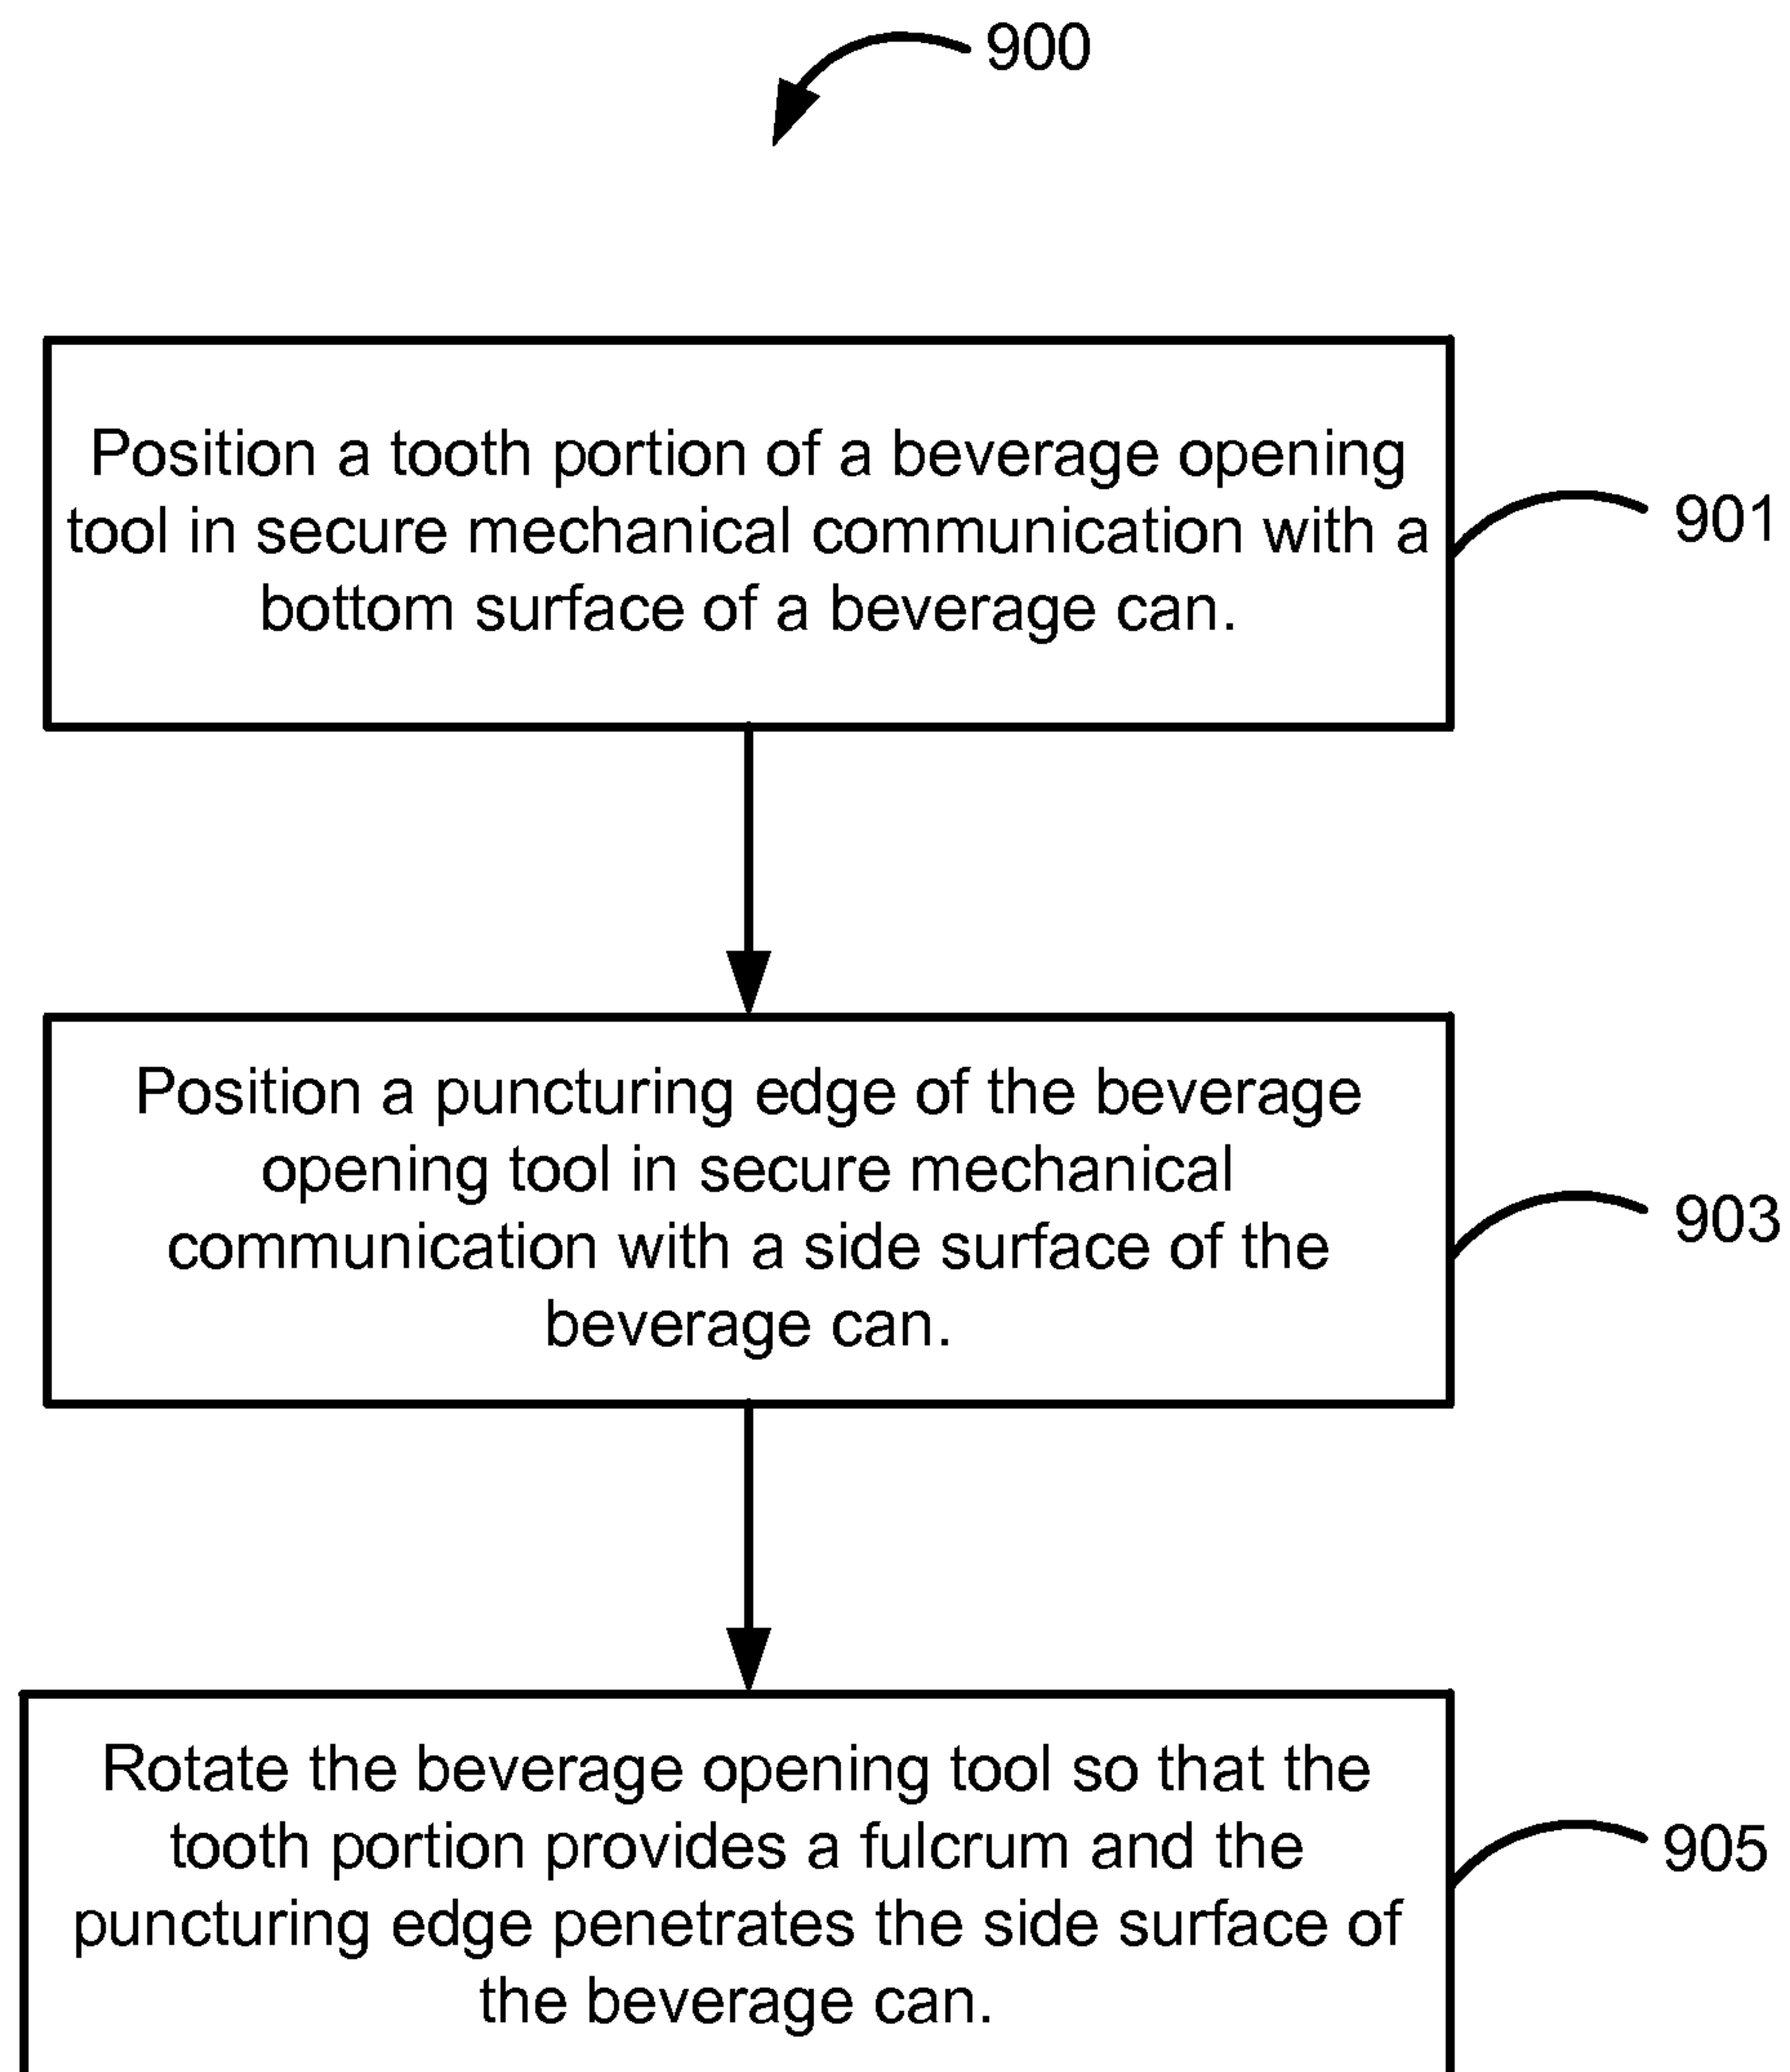 900
Position a tooth portion of a beverage opening
tool in secure mechanical communication with a
bottom surface of a beverage can.
901
Position a puncturing edge of the beverage
opening tool in secure mechanical
communication with a side surface of the
beverage can.
903
Rotate the beverage opening tool so that the
tooth portion provides a fulcrum and the
puncturing edge penetrates the side surface of
the beverage can.
905